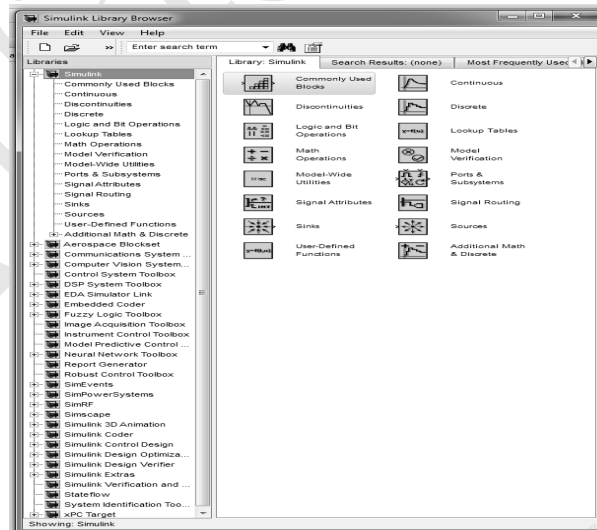 Simulink Library Browser
File Edit View Help
» Enter search term
Libraries
Library: Simulink Search Results: (none) Most Frequently Used
Simulink
Commonly Used Blocks
Continuous
Discontinuities
Discrete
Logic and Bit Operations
Lookup Tables
Math Operations
Model Verification
Model-Wide Utilities
Ports & Subsystems
Signal Attributes
Signal Routing
Sinks
Sources
User-Defined Functions
Additional Math & Discrete
Aerospace Blockset
Communications System ...
Computer Vision System...
Control System Toolbox
DSP System Toolbox
EDA Simulator Link
Embedded Coder
Fuzzy Logic Toolbox
Image Acquisition Toolbox
Instrument Control Toolbox
Model Predictive Control ...
Neural Network Toolbox
Report Generator
Robust Control Toolbox
SimEvents
SimPowerSystems
SimRF
Simscape
Simulink 3D Animation
Simulink Coder
Simulink Control Design
Simulink Design Optimiza...
Simulink Design Verifier
Simulink Extras
Simulink Verification and ...
Stateflow
System Identification Too...
xPC Target
Commonly Used
Blocks
Continuous
Discontinuities
Discrete
Logic and Bit
Operations
Lookup Tables
Math
Operations
Model
Verification
Model-Wide
Utilities
Ports &
Subsystems
Signal Attributes
Signal Routing
Sinks
Sources
User-Defined
Functions
Additional Math
& Discrete
Showing: Simulink